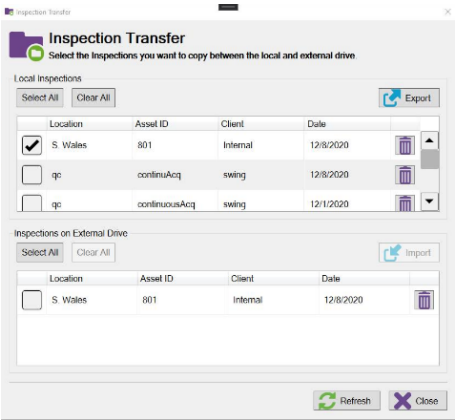 Inspection Transfer
Inspection Transfer
Select the Inspections you want to copy between the local and external drive.
Local Inspections
Select All Clear All Export
Location Asset ID Client Date
S. Wales 801 Internal 12/8/2020
qc continuAcq swing 12/8/2020
qc continuousAcq swing 12/1/2020
Inspections on External Drive
Select All Clear All Import
Location Asset ID Client Date
S. Wales 801 Internal 12/8/2020
Refresh Close